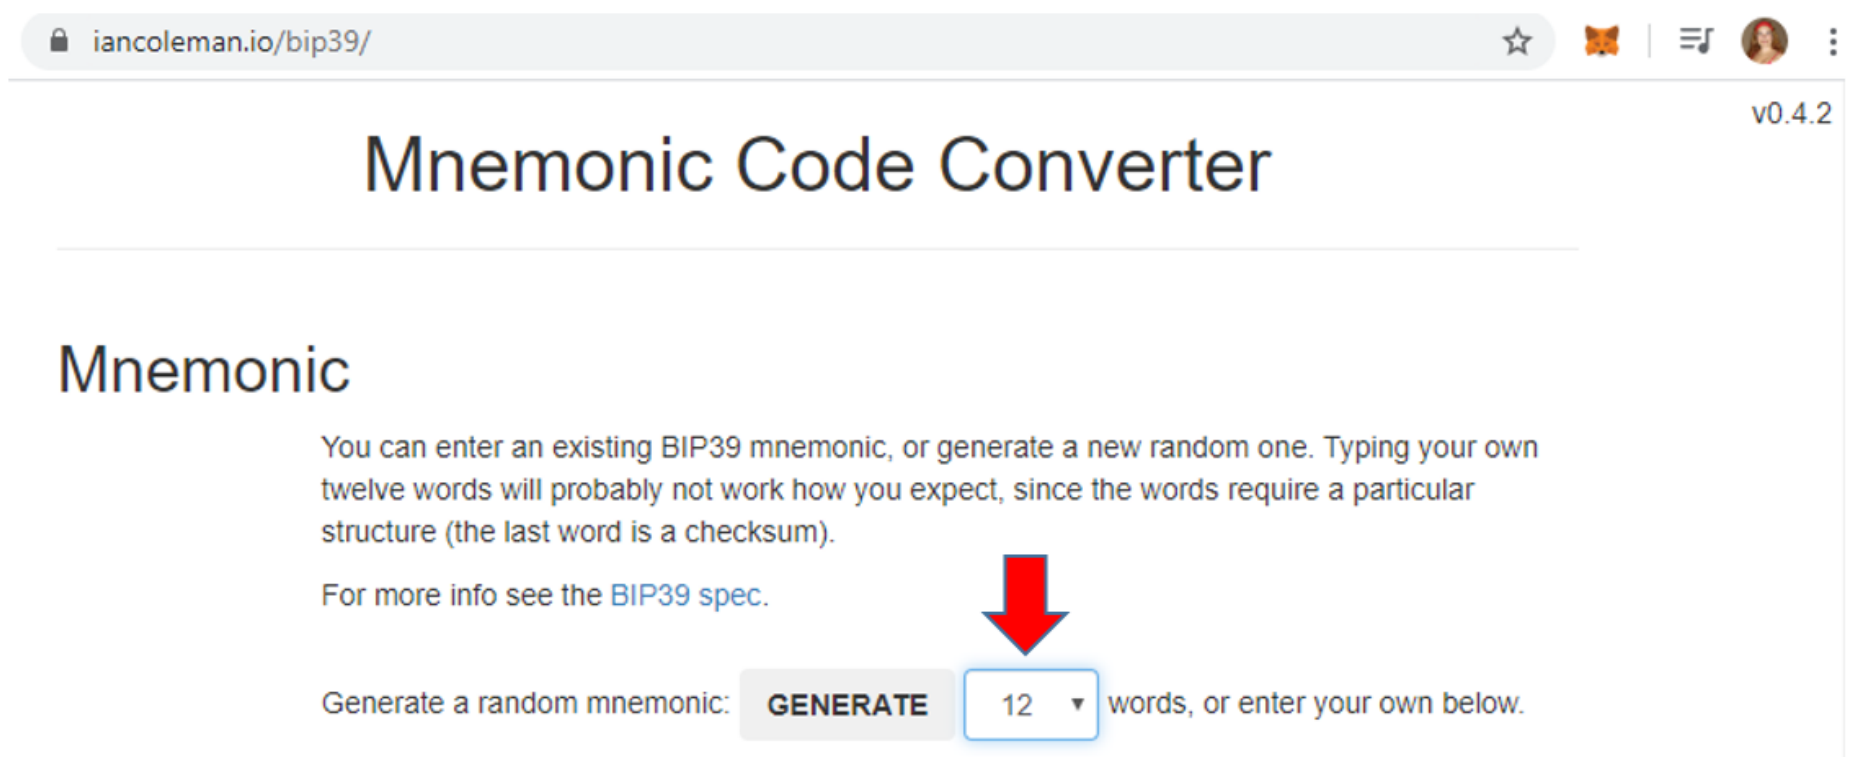 iancoleman.io/bip39/
v0.4.2
Mnemonic Code Converter
Mnemonic
You can enter an existing BIP39 mnemonic, or generate a new random one. Typing your own
twelve words will probably not work how you expect, since the words require a particular
structure (the last word is a checksum).
For more info see the BIP39 spec.
Generate a random mnemonic: GENERATE 12 words, or enter your own below.